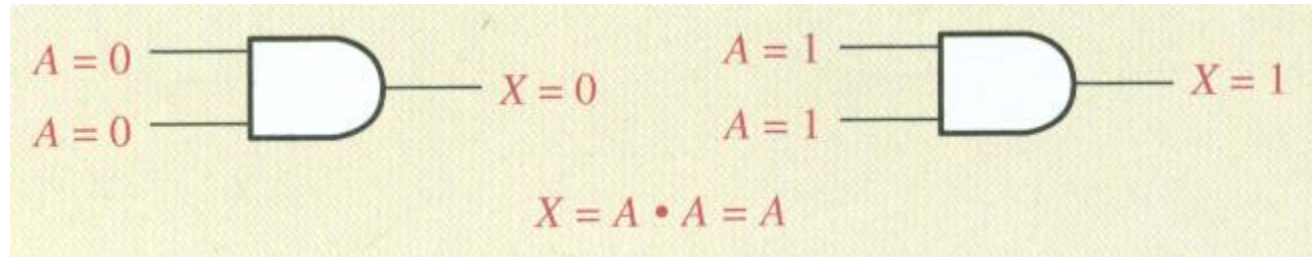 A = 0
A = 0
X = 0
A = 1
A = 1
X = 1
X = A • A = A